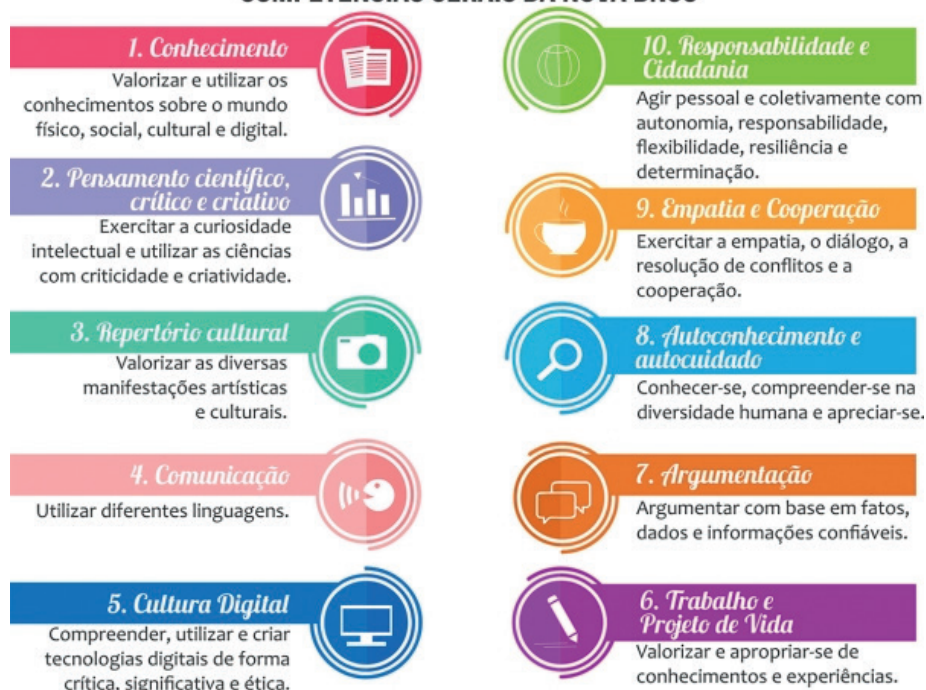 COMPETÊNCIAS GERAIS DA NOVA BNCC
1. Conhecimento
Valorizar e utilizar os
conhecimentos sobre o mundo
físico, social, cultural e digital.
2. Pensamento científico,
crítico e criativo
Exercitar a curiosidade
intelectual e utilizar as ciências
com criticidade e criatividade.
3. Repertório cultural
Valorizar as diversas
manifestações artísticas
e culturais.
4. Comunicação
Utilizar diferentes linguagens.
5. Cultura Digital
Compreender, utilizar e criar
tecnologias digitais de forma
crítica, significativa e ética.
10. Responsabilidade e
Cidadania
Agir pessoal e coletivamente com
autonomia, responsabilidade,
flexibilidade, resiliência e
determinação.
9. Empatia e Cooperação
Exercitar a empatia, o diálogo, a
resolução de conflitos e a
cooperação.
8. Autoconhecimento e
autocuidado
Conhecer-se, compreender-se na
diversidade humana e apreciar-se.
7. Argumentação
Argumentar com base em fatos,
dados e informações confiáveis.
6. Trabalho e
Projeto de Vida
Valorizar e apropriar-se de
conhecimentos e experiências.